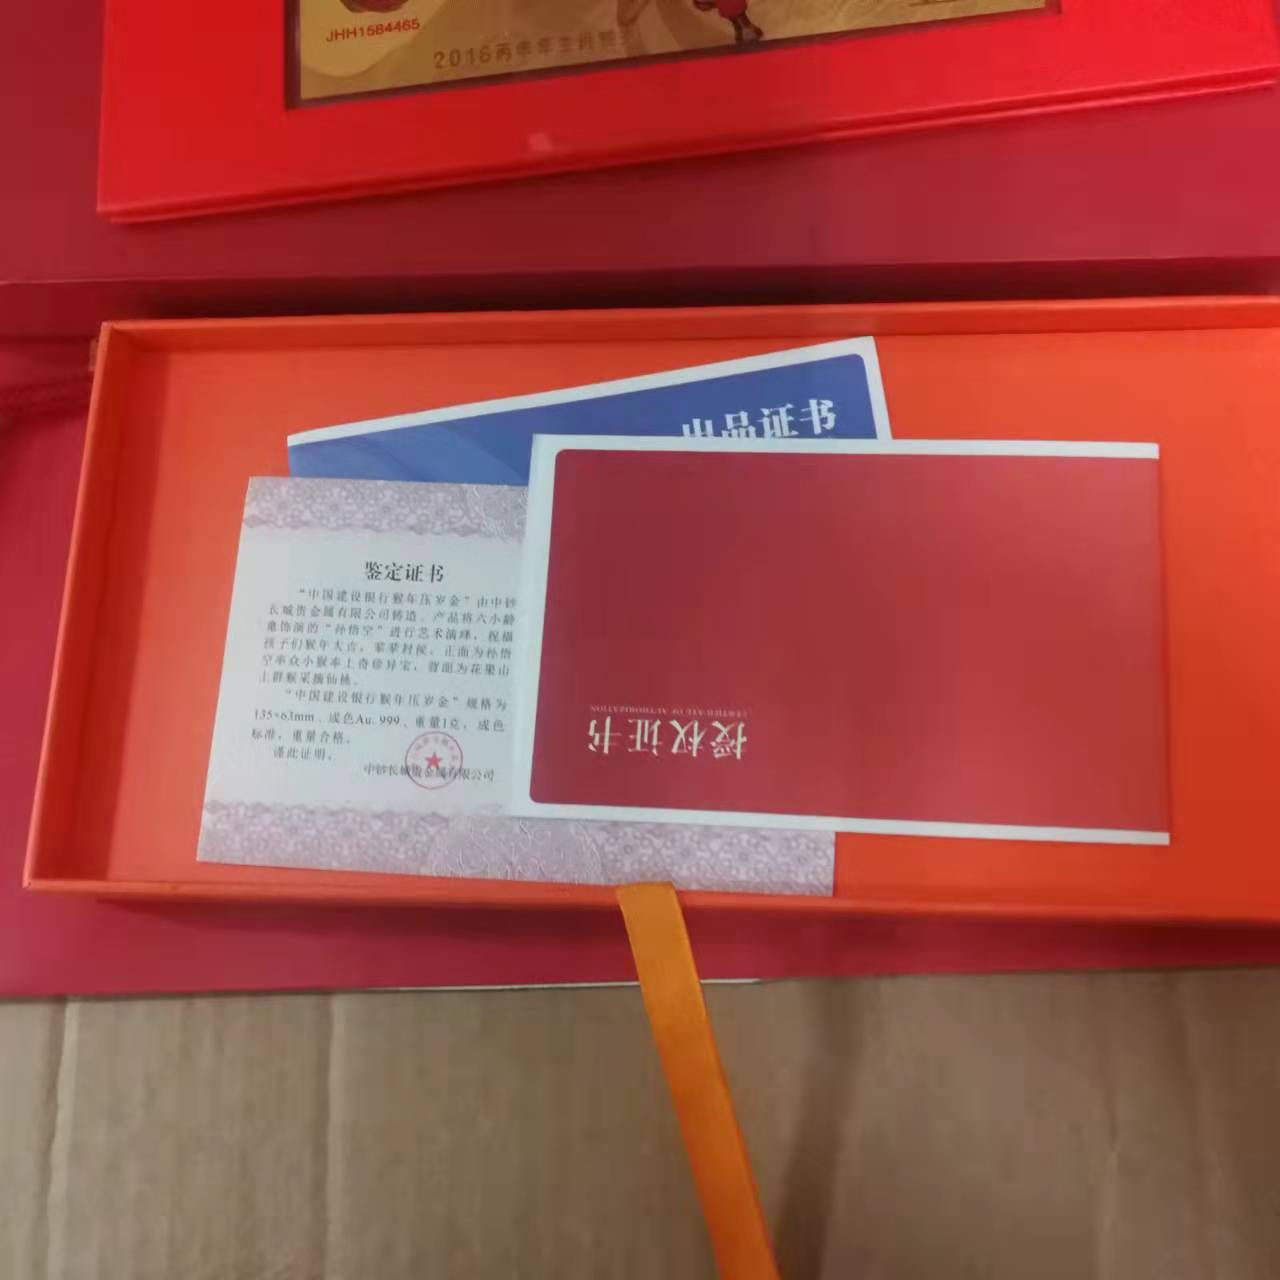 JHH15B4465
2016丙申年生肖
出品证书
鉴定证书
“中国建设银行猴年压岁金”由中钞
长城贵金属有限公司铸造。产品将六小龄
童饰演的“孙悟空”进行艺术演绎，祝福
孩子们猴年大吉，辈辈封侯。正面为孙悟
空率众小猴奉上奇珍异宝，背面为花果山
上群猴采摘仙桃。
“中国建设银行猴年压岁金”规格为
135×63mm、成色Au.999、重量1克，成色
标准，重量合格。
谨此证明。
中钞长城贵金属有限公司
授权证书
CERTIFICATE OF AUTHORIZATION